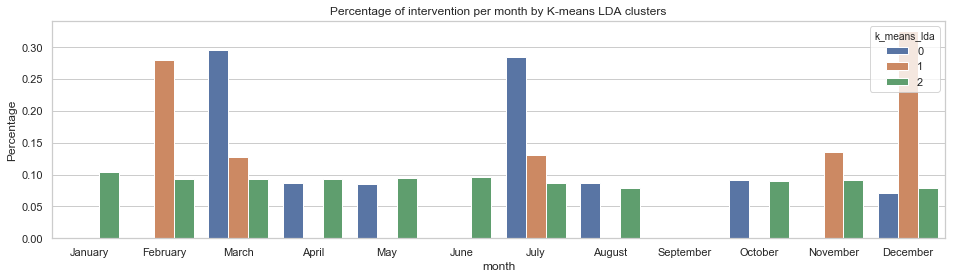 Percentage of intervention per month by K-means LDA clusters
k_means_lda
0
1
2
Percentage
0.30
0.25
0.20
0.15
0.10
0.05
0.00
January February March April May June July August September October November December
month